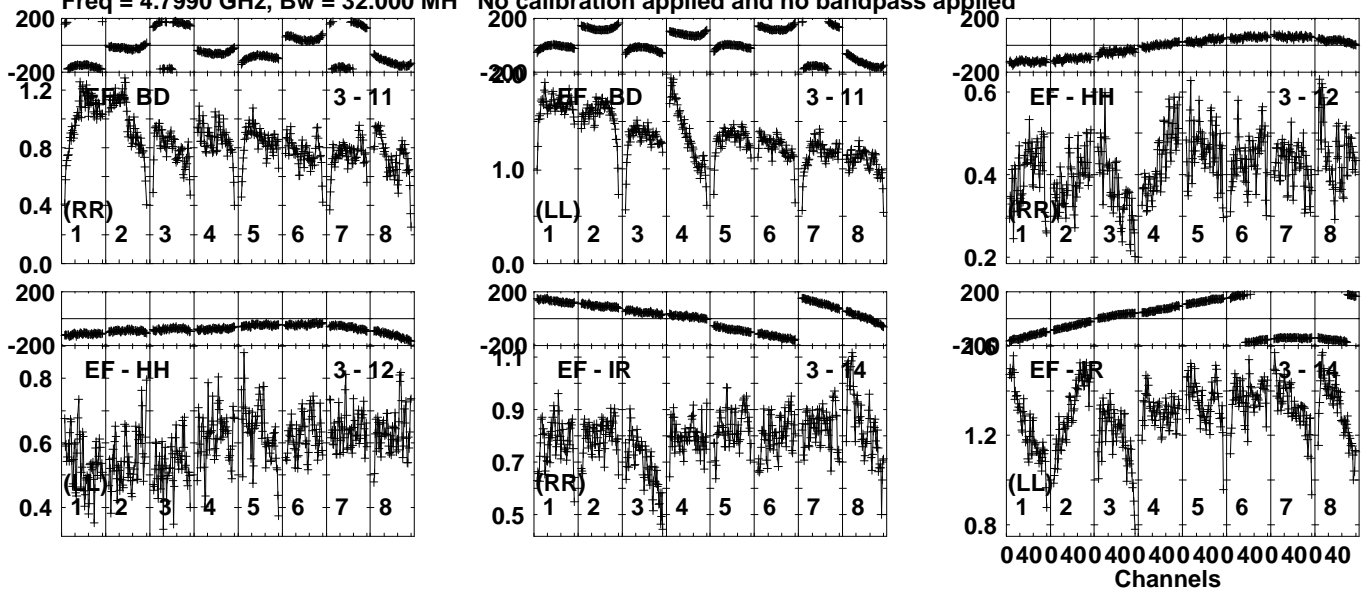 Freq = 4.7990 GHz, Bw = 32.000 MH No calibration applied and no bandpass applied
200 200 200
-200 -200 -200
1.2 2.0 0.6
EF - BD 3 - 11 EF - BD 3 - 11 EF - HH 3 - 12
0.8 1.0 0.4
0.4
(RR) (LL) (RR)
1 2 3 4 5 6 7 8 1 2 3 4 5 6 7 8 1 2 3 4 5 6 7 8
0.0 0.0 0.2
200 200 200
-200 -200 -200
1.1 1.6
EF - HH 3 - 12 EF - IR 3 - 14 EF - IR 3 - 14
0.8 0.9 1.2
0.6 0.7
(LL) (RR) (LL)
1 2 3 4 5 6 7 8 1 2 3 4 5 6 7 8 1 2 3 4 5 6 7 8
0.4 0.5 0.8
0 40 0 40 0 40 0 40 0 40 0 40 0 40 0 40
Channels